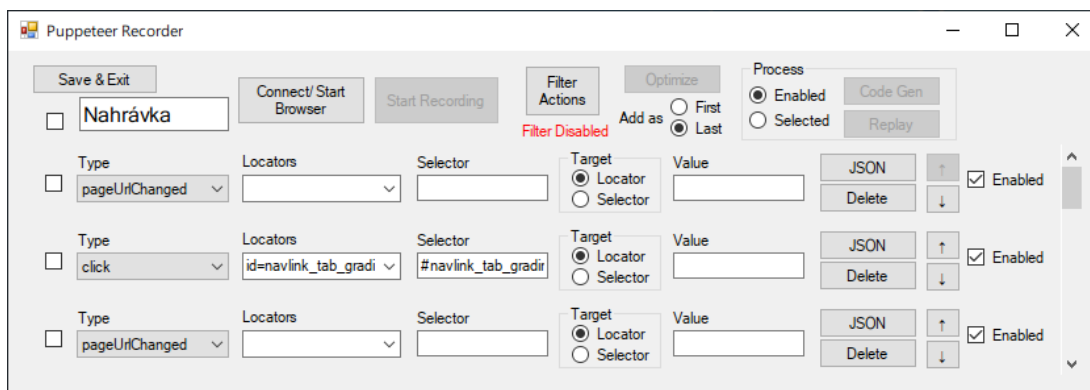 Puppeteer Recorder
Save & Exit
Nahrávka
Connect/ Start
Browser
Start Recording
Filter
Actions
Filter Disabled
Optimize
Add as
First
Last
Process
Enabled
Selected
Code Gen
Replay
Type
Locators
Selector
Target
Value
pageUrlChanged
Locator
Selector
JSON
Delete
↑
↓
Enabled
Type
Locators
Selector
Target
Value
click
id=navlink_tab_gradi
#navlink_tab_gradir
Locator
Selector
JSON
Delete
↑
↓
Enabled
Type
Locators
Selector
Target
Value
pageUrlChanged
Locator
Selector
JSON
Delete
↑
↓
Enabled